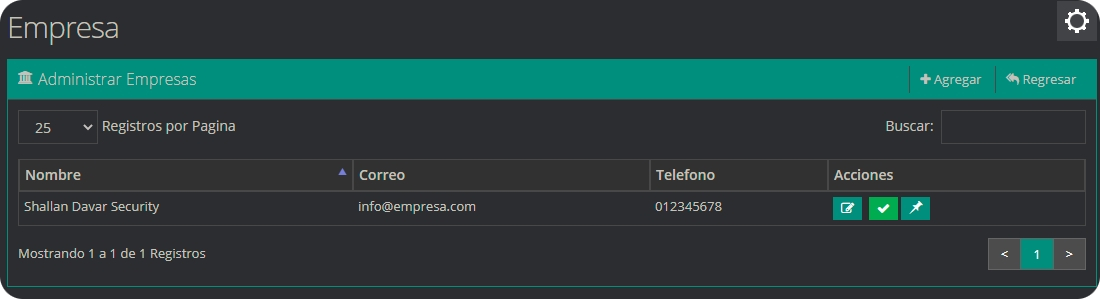 Empresa
Administrar Empresas Agregar Regresar
25 Registros por Pagina Buscar:
Nombre Correo Telefono Acciones
Shallan Davar Security info@empresa.com 012345678
Mostrando 1 a 1 de 1 Registros < 1 >